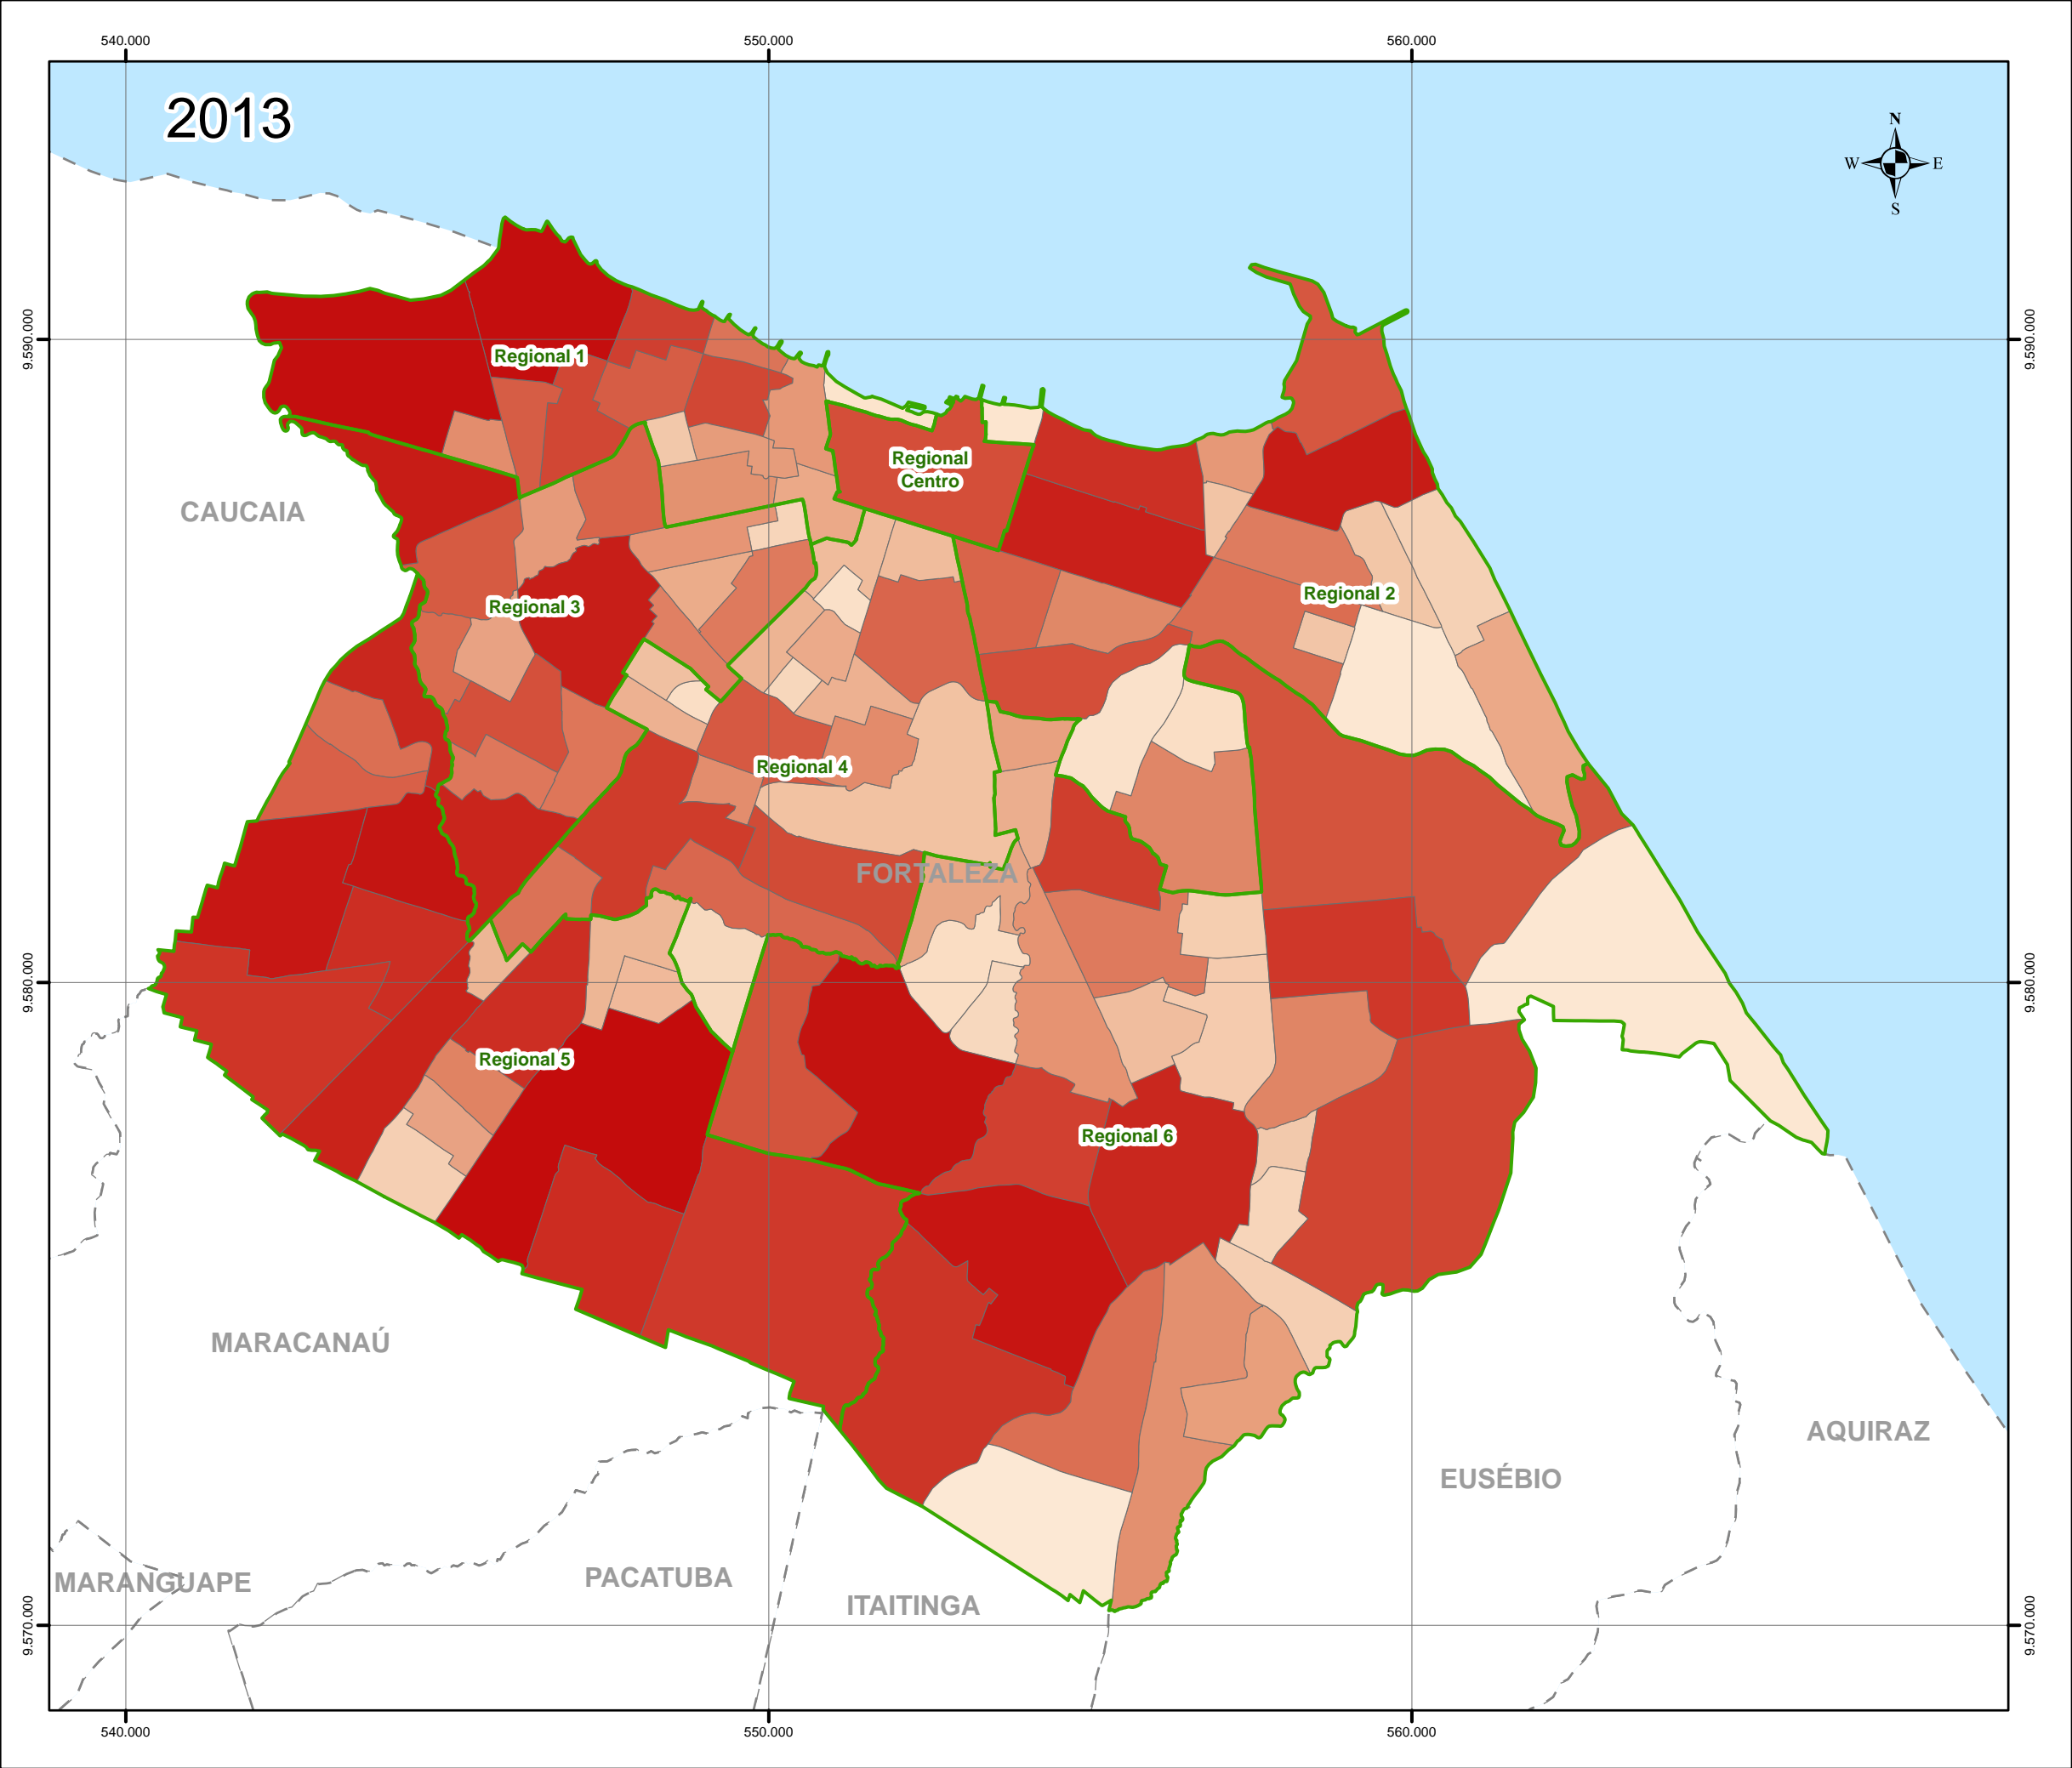 540.000
550.000
560.000
2013
N
W
E
S
9.590.000
9.590.000
Regional 1
Regional
Centro
CAUCAIA
Regional 2
Regional 3
Regional 4
FORTALEZA
9.580.000
9.580.000
Regional 5
Regional 6
MARACANAÚ
AQUIRAZ
EUSÉBIO
PACATUBA
MARANGUAPE
ITAITINGA
9.570.000
9.570.000
540.000
550.000
560.000